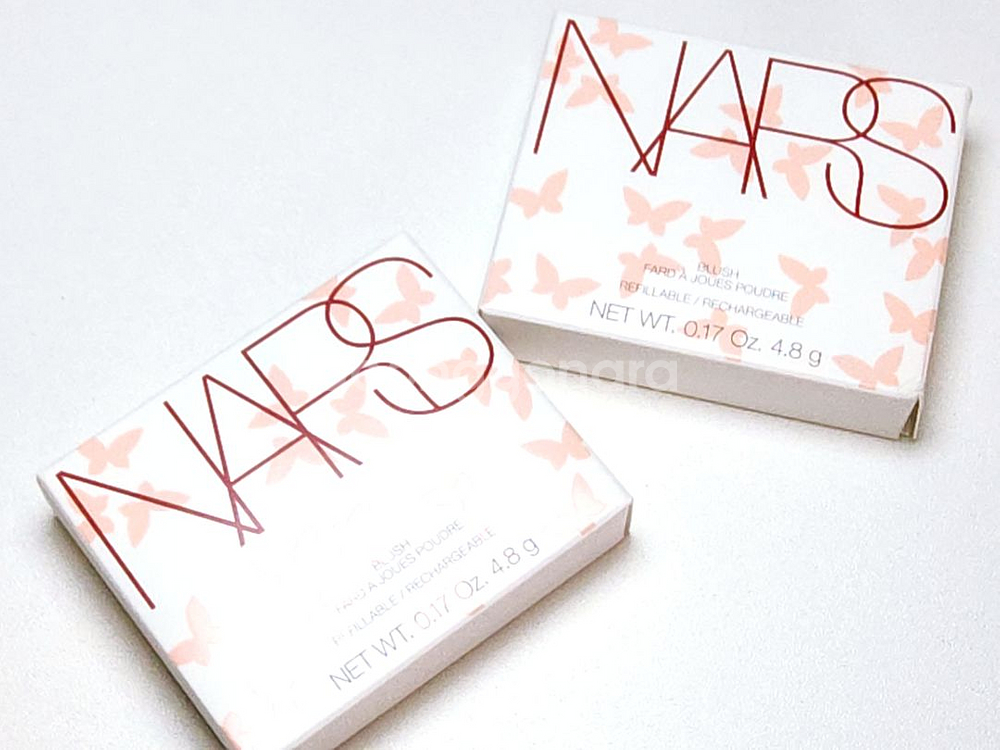 NARS
BLUSH
FARD À JOUES POUDRE
REFILLABLE / RECHARGEABLE
NET WT. 0.17 Oz. 4.8 g
NARS
BLUSH
FARD À JOUES POUDRE
REFILLABLE / RECHARGEABLE
NET WT. 0.17 Oz. 4.8 g